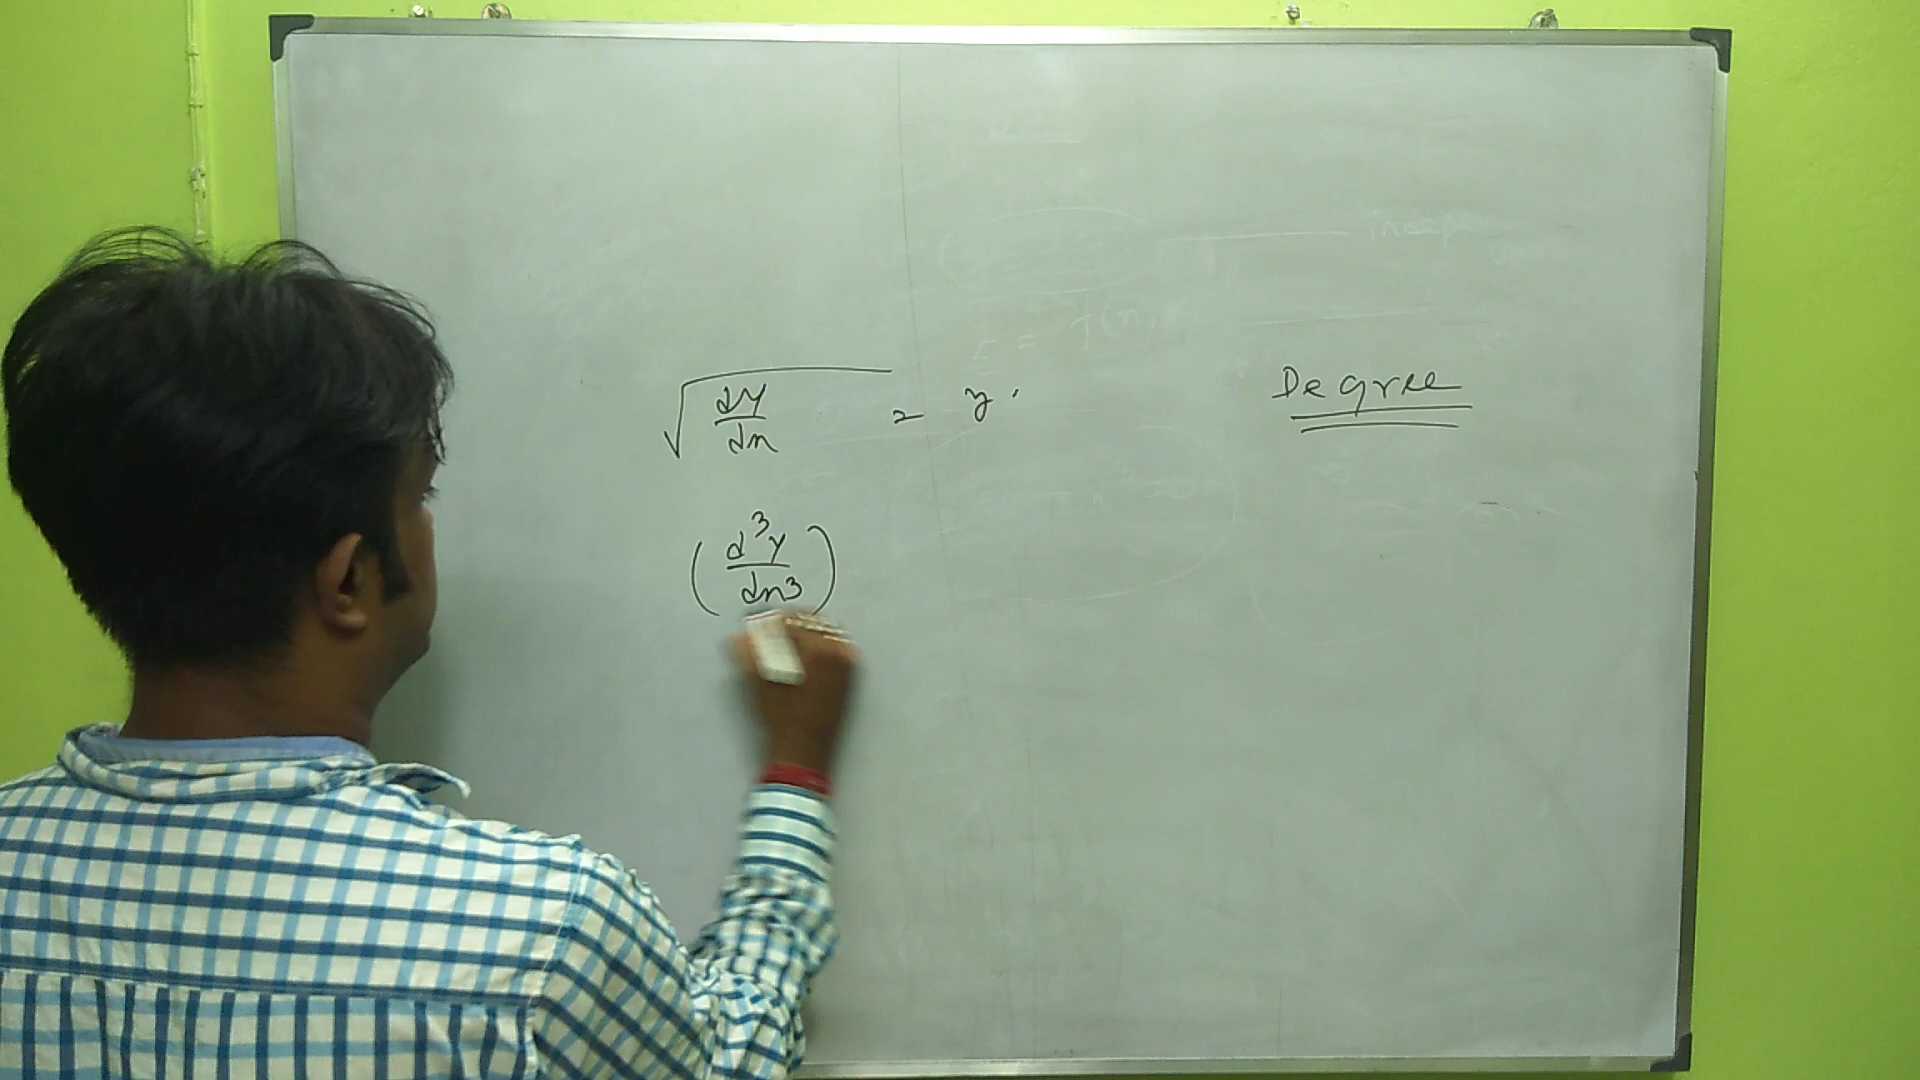 √(dy/dx) = y.
Degree
(d³y/dx³)